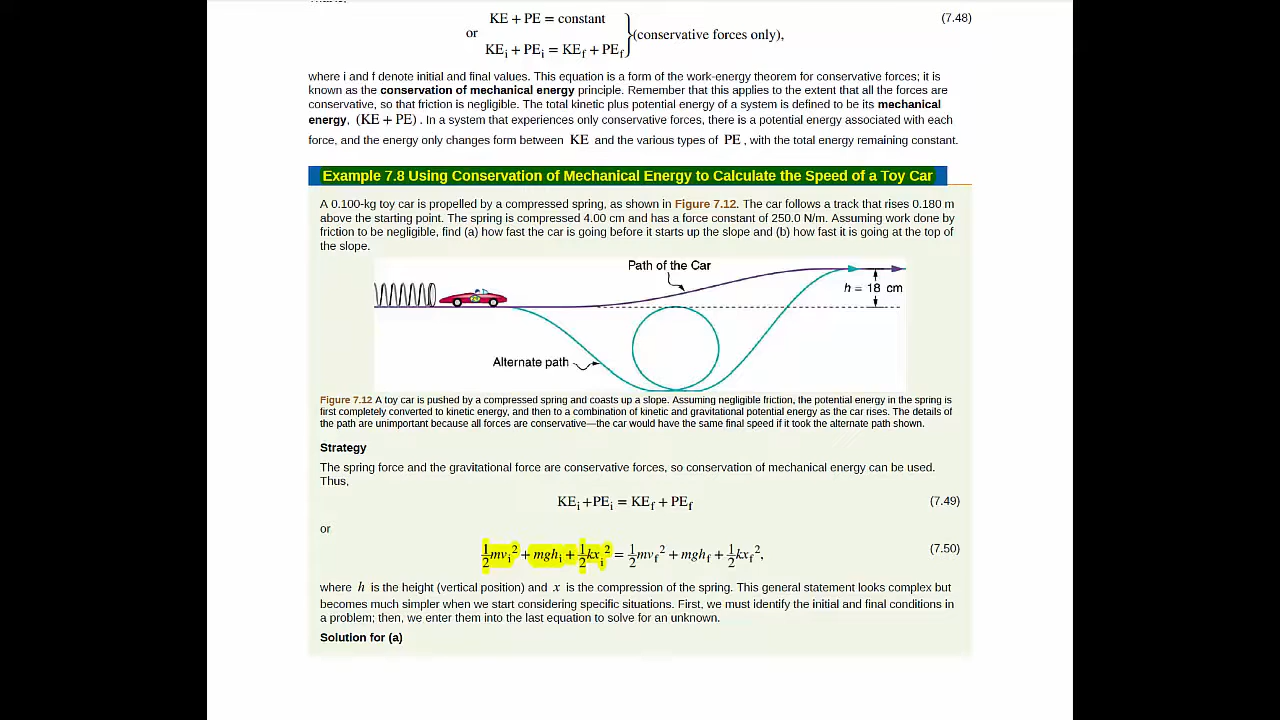 KE + PE = constant
or
KEi + PEi = KEf + PEf
(conservative forces only),
(7.48)
where i and f denote initial and final values. This equation is a form of the work-energy theorem for conservative forces; it is
known as the conservation of mechanical energy principle. Remember that this applies to the extent that all the forces are
conservative, so that friction is negligible. The total kinetic plus potential energy of a system is defined to be its mechanical
energy, (KE + PE) . In a system that experiences only conservative forces, there is a potential energy associated with each
force, and the energy only changes form between KE and the various types of PE , with the total energy remaining constant.
Example 7.8 Using Conservation of Mechanical Energy to Calculate the Speed of a Toy Car
A 0.100-kg toy car is propelled by a compressed spring, as shown in Figure 7.12. The car follows a track that rises 0.180 m
above the starting point. The spring is compressed 4.00 cm and has a force constant of 250.0 N/m. Assuming work done by
friction to be negligible, find (a) how fast the car is going before it starts up the slope and (b) how fast it is going at the top of
the slope.
Path of the Car
h = 18 cm
Alternate path
Figure 7.12 A toy car is pushed by a compressed spring and coasts up a slope. Assuming negligible friction, the potential energy in the spring is
first completely converted to kinetic energy, and then to a combination of kinetic and gravitational potential energy as the car rises. The details of
the path are unimportant because all forces are conservative—the car would have the same final speed if it took the alternate path shown.
Strategy
The spring force and the gravitational force are conservative forces, so conservation of mechanical energy can be used.
Thus,
KEi +PEi = KEf + PEf
(7.49)
or
1/2 mvi² + mghi + 1/2 kxi² = 1/2 mvf² + mghf + 1/2 kxf²,
(7.50)
where h is the height (vertical position) and x is the compression of the spring. This general statement looks complex but
becomes much simpler when we start considering specific situations. First, we must identify the initial and final conditions in
a problem; then, we enter them into the last equation to solve for an unknown.
Solution for (a)